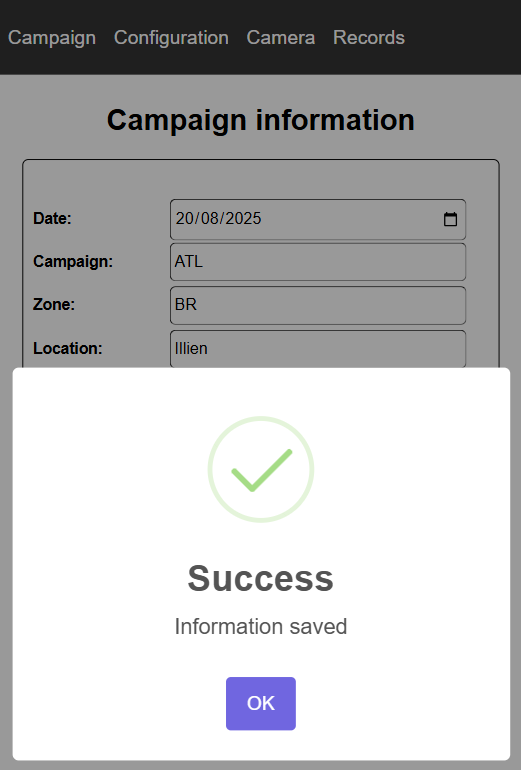 Campaign Configuration Camera Records
Campaign information
Date: 20/08/2025
Campaign: ATL
Zone: BR
Location: Illien
Success
Information saved
OK